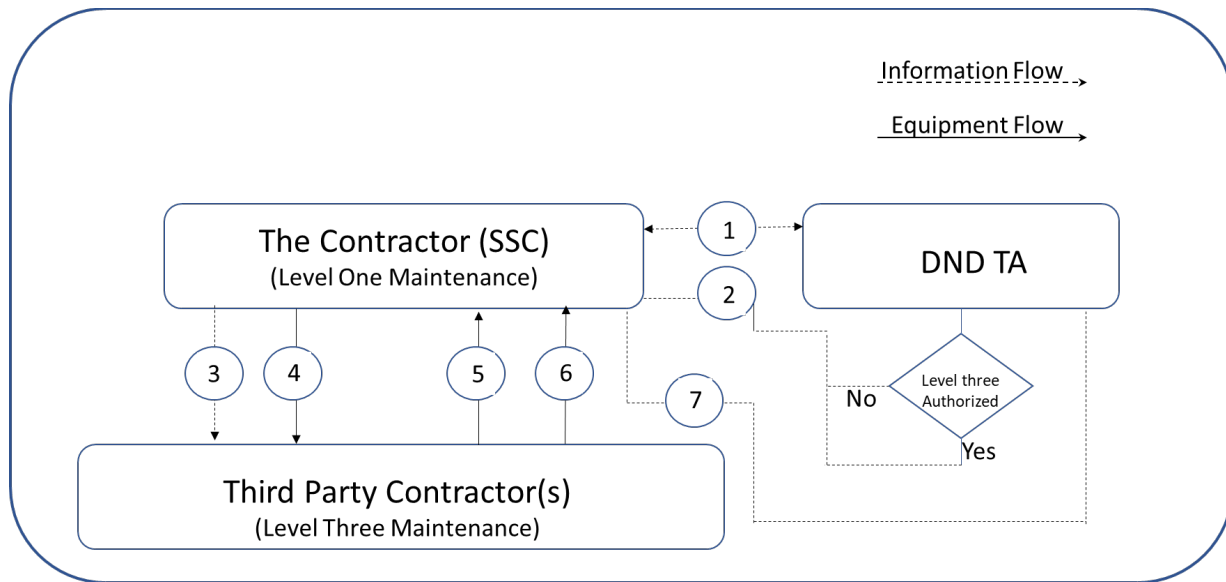 Information Flow
Equipment Flow
The Contractor (SSC)
(Level One Maintenance)
1
DND TA
2
3
4
5
6
Level three
Authorized
No
7
Yes
Third Party Contractor(s)
(Level Three Maintenance)